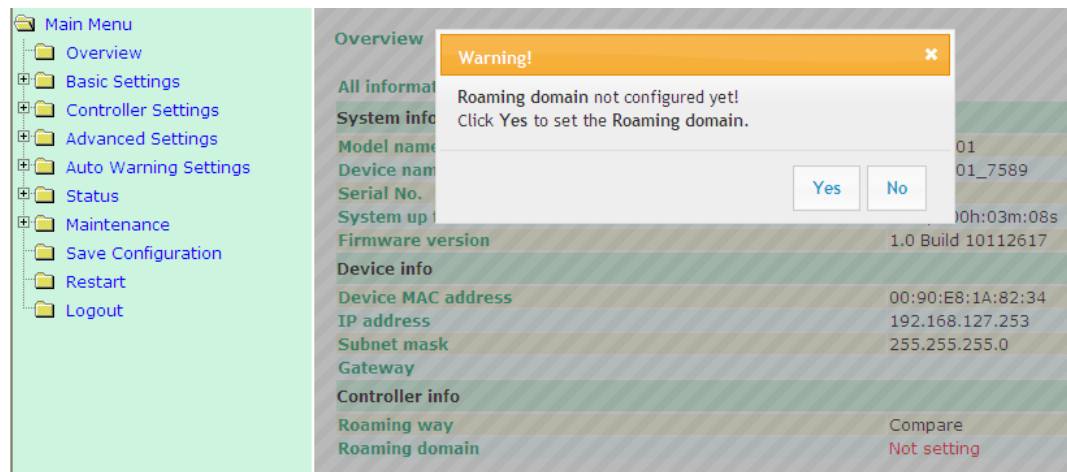 Main Menu
Overview
Basic Settings
Controller Settings
Advanced Settings
Auto Warning Settings
Status
Maintenance
Save Configuration
Restart
Logout
Overview
Warning!
Roaming domain not configured yet!
Click Yes to set the Roaming domain.
Yes No
All informat
System info
Model name 01
Device nam 01_7589
Serial No.
System up 00h:03m:08s
Firmware version 1.0 Build 10112617
Device info
Device MAC address 00:90:E8:1A:82:34
IP address 192.168.127.253
Subnet mask 255.255.255.0
Gateway
Controller info
Roaming way Compare
Roaming domain Not setting